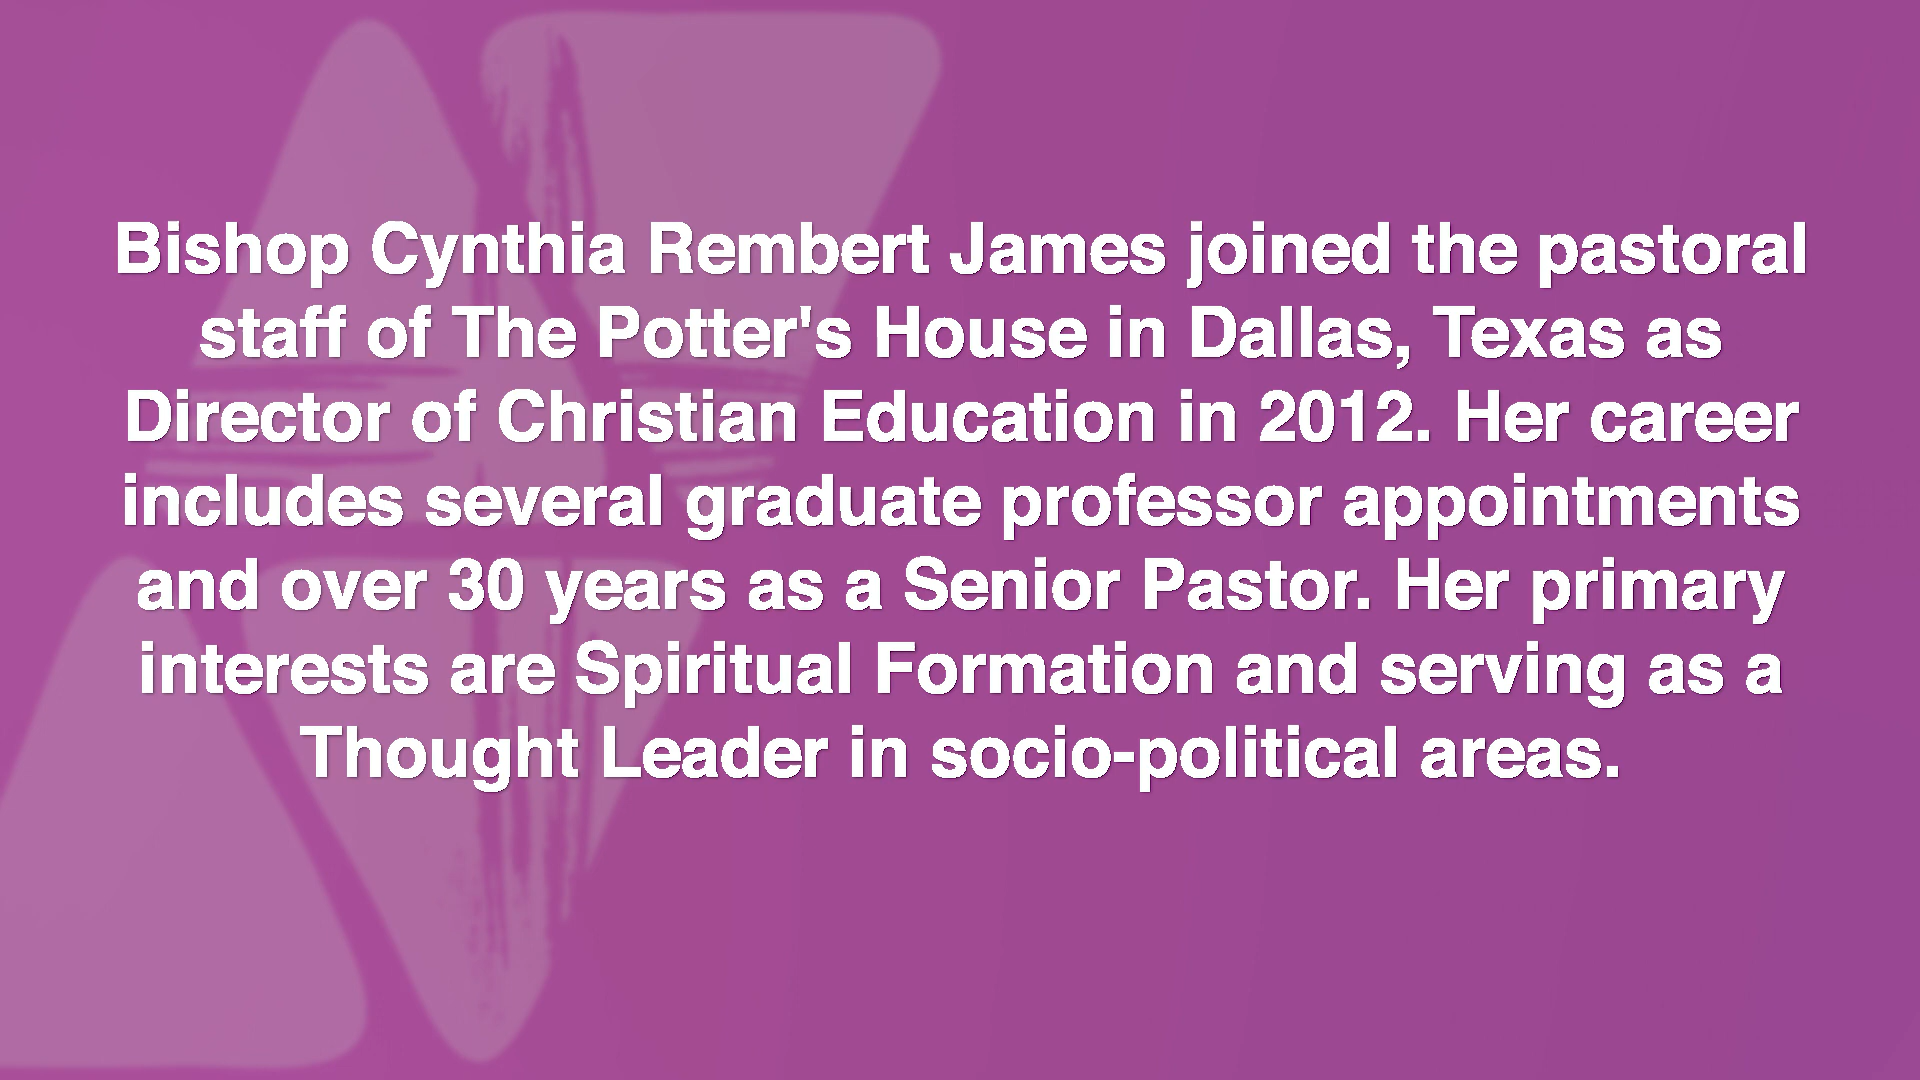 Bishop Cynthia Rembert James joined the pastoral
staff of The Potter's House in Dallas, Texas as
Director of Christian Education in 2012. Her career
includes several graduate professor appointments
and over 30 years as a Senior Pastor. Her primary
interests are Spiritual Formation and serving as a
Thought Leader in socio-political areas.